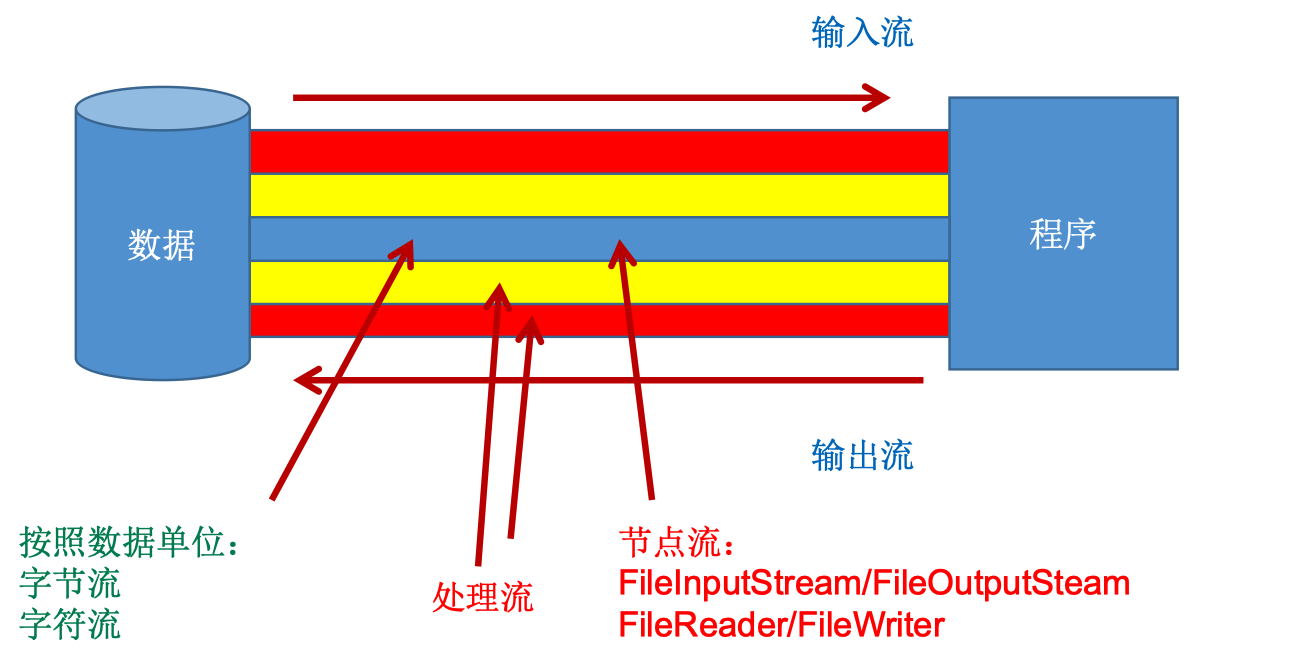 输入流
数据
程序
输出流
按照数据单位：
字节流
字符流
处理流
节点流：
FileInputStream/FileOutputSteam
FileReader/FileWriter